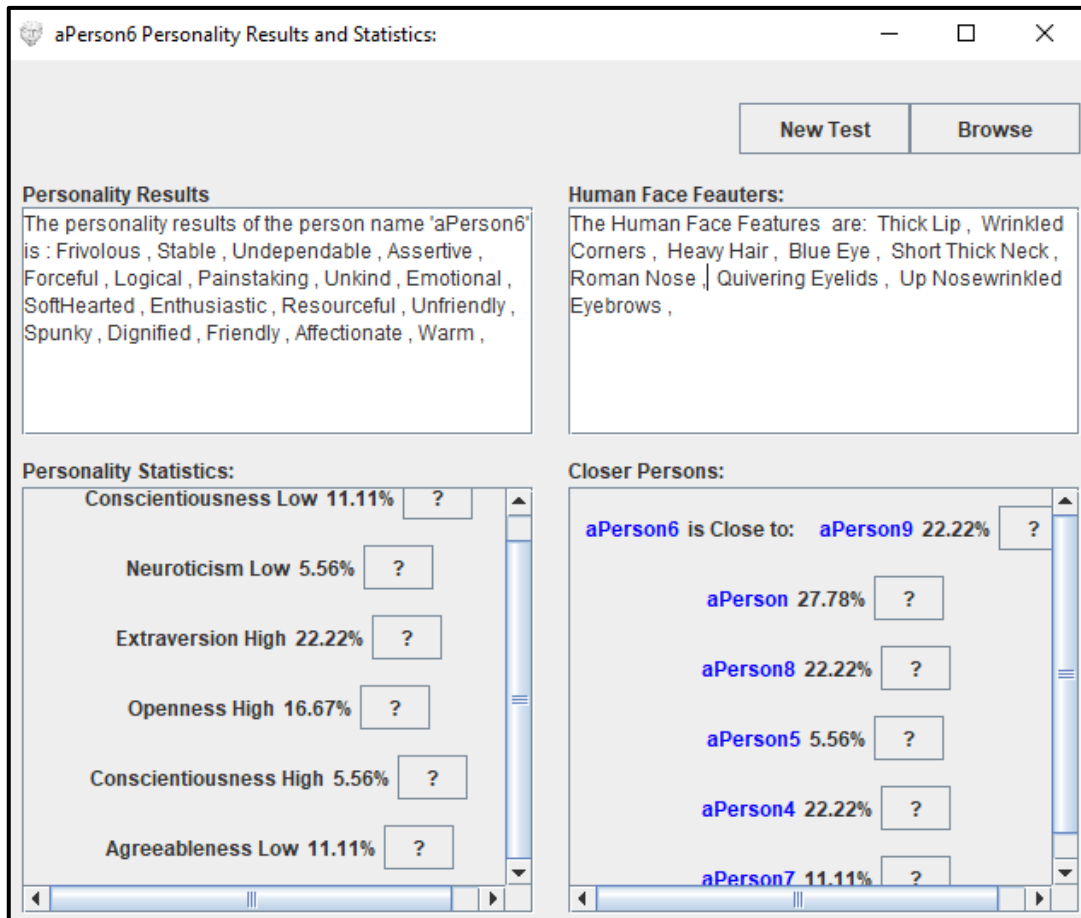 aPerson6 Personality Results and Statistics:
New Test Browse
Personality Results
The personality results of the person name 'aPerson6'
is : Frivolous , Stable , Undependable , Assertive ,
Forceful , Logical , Painstaking , Unkind , Emotional ,
SoftHearted , Enthusiastic , Resourceful , Unfriendly ,
Spunky , Dignified , Friendly , Affectionate , Warm ,
Human Face Feauters:
The Human Face Features are: Thick Lip , Wrinkled
Corners , Heavy Hair , Blue Eye , Short Thick Neck ,
Roman Nose , Quivering Eyelids , Up Nosewrinkled
Eyebrows ,
Personality Statistics:
Conscientiousness Low 11.11% ?
Neuroticism Low 5.56% ?
Extraversion High 22.22% ?
Openness High 16.67% ?
Conscientiousness High 5.56% ?
Agreeableness Low 11.11% ?
Closer Persons:
aPerson6 is Close to: aPerson9 22.22% ?
aPerson 27.78% ?
aPerson8 22.22% ?
aPerson5 5.56% ?
aPerson4 22.22% ?
aPerson7 11.11% ?